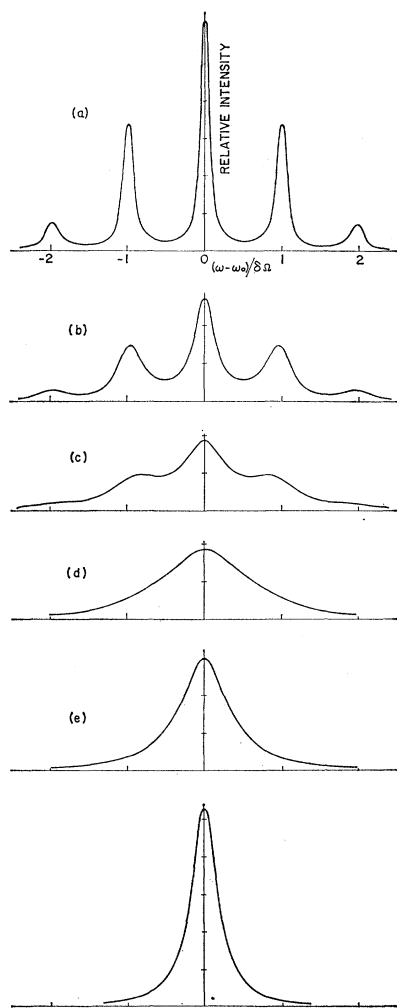 RELATIVE INTENSITY
(a)
-2 -1 0 1 2
(ω-ω₀)/δΩ
(b)
(c)
(d)
(e)